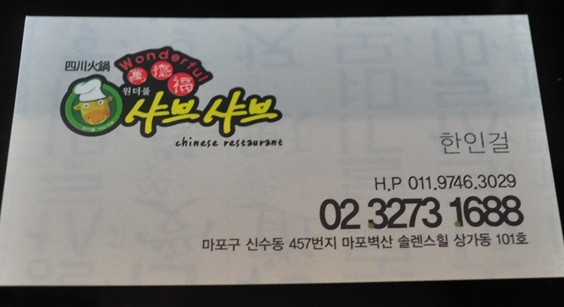 四川火鍋
Wonderful
萬德福
원더풀
샤브샤브
chinese restaurant
한인걸
H.P 011.9746.3029
02 3273 1688
마포구 신수동 457번지 마포벽산 솔렌스힐 상가동 101호